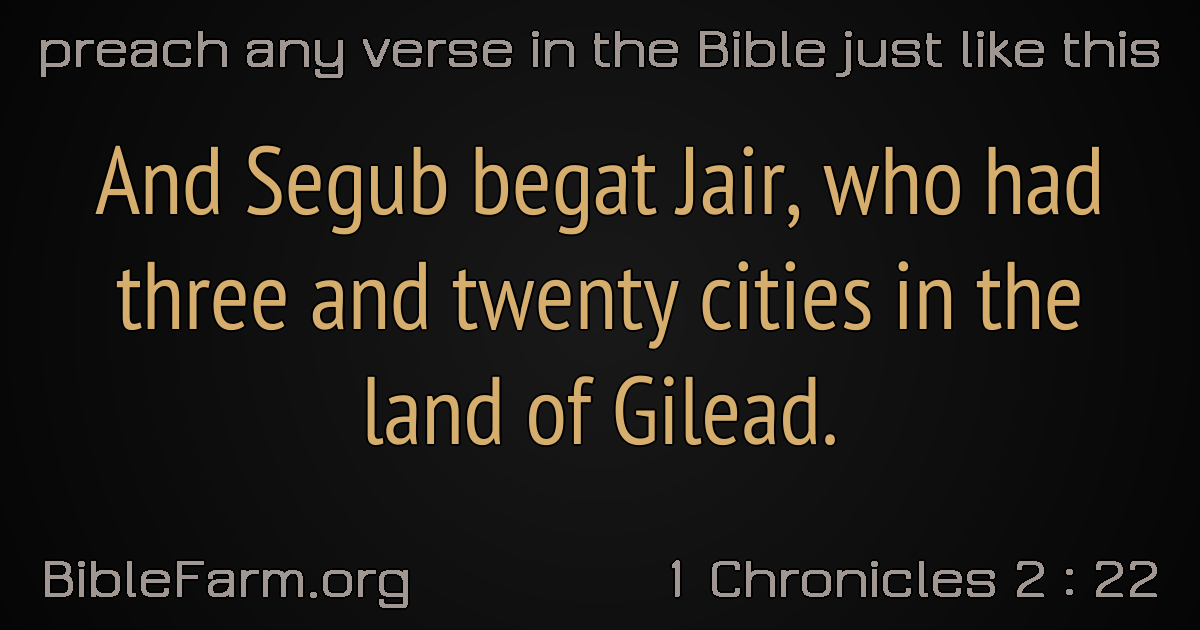 preach any verse in the Bible just like this
And Segub begat Jair, who had
three and twenty cities in the
land of Gilead.
BibleFarm.org
1 Chronicles 2 : 22